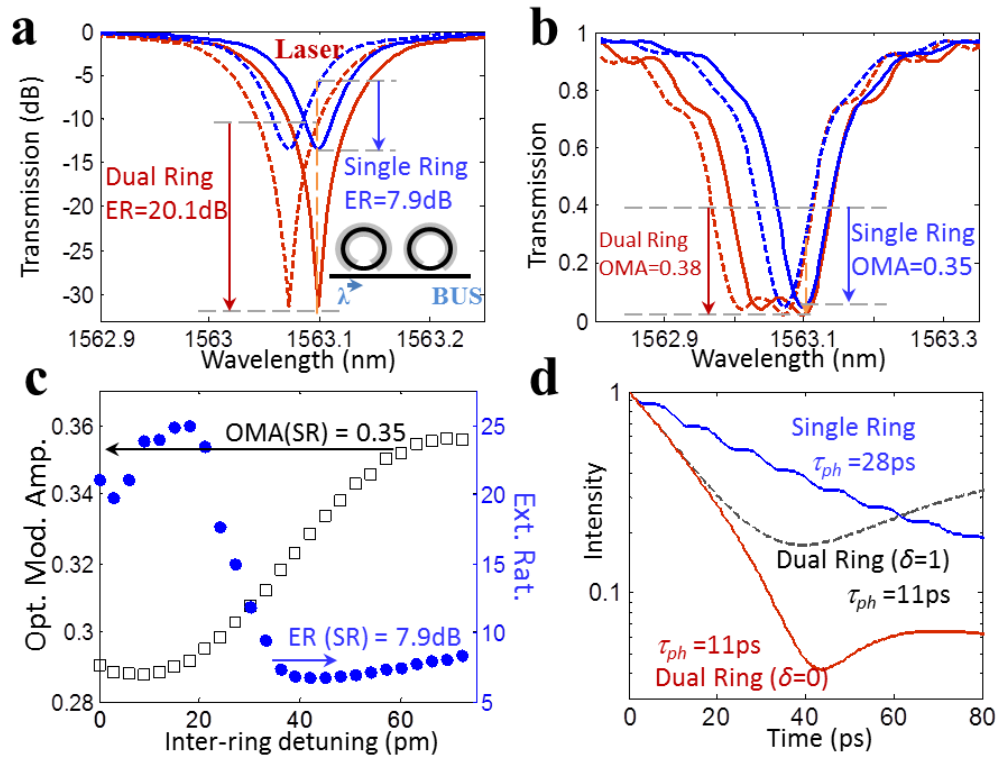 a
0
-5
-10
-15
-20
-25
-30
Transmission (dB)
Laser
Dual Ring
ER=20.1dB
Single Ring
ER=7.9dB
λ
BUS
1562.9
1563
1563.1
1563.2
Wavelength (nm)
b
1
0.8
0.6
0.4
0.2
0
Transmission
Dual Ring
OMA=0.38
Single Ring
OMA=0.35
1562.9
1563.1
1563.3
Wavelength (nm)
c
0.36
0.34
0.32
0.3
0.28
Opt. Mod. Amp.
OMA(SR) = 0.35
ER (SR) = 7.9dB
25
20
15
10
5
Ext. Rat.
0
20
40
60
Inter-ring detuning (pm)
d
1
0.1
Intensity
Single Ring
τph =28ps
Dual Ring (δ=1)
τph =11ps
τph =11ps
Dual Ring (δ=0)
0
20
40
60
80
Time (ps)